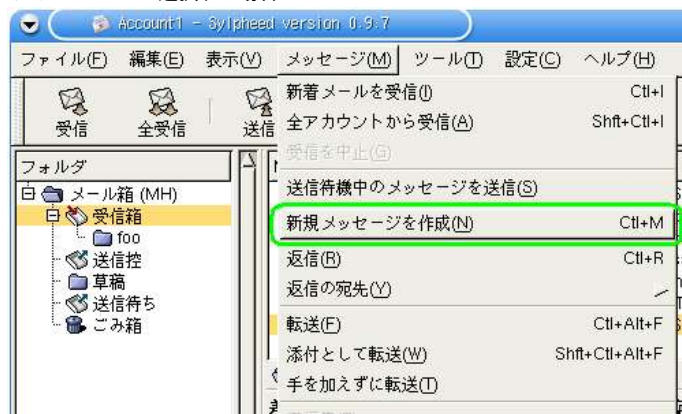 Account1 - Sylpheed version 0.9.7
ファイル(F) 編集(E) 表示(V) メッセージ(M) ツール(T) 設定(C) ヘルプ(H)
受信 全受信 送信
新着メールを受信(I) Ctl+I
全アカウントから受信(A) Shft+Ctl+I
受信を中止(G)
送信待機中のメッセージを送信(S)
新規メッセージを作成(N) Ctl+M
返信(R) Ctl+R
返信の宛先(Y)
転送(F) Ctl+Alt+F
添付として転送(W) Shft+Ctl+Alt+F
手を加えずに転送(T)
フォルダ
メール箱 (MH)
受信箱
foo
送信控
草稿
送信待ち
ごみ箱